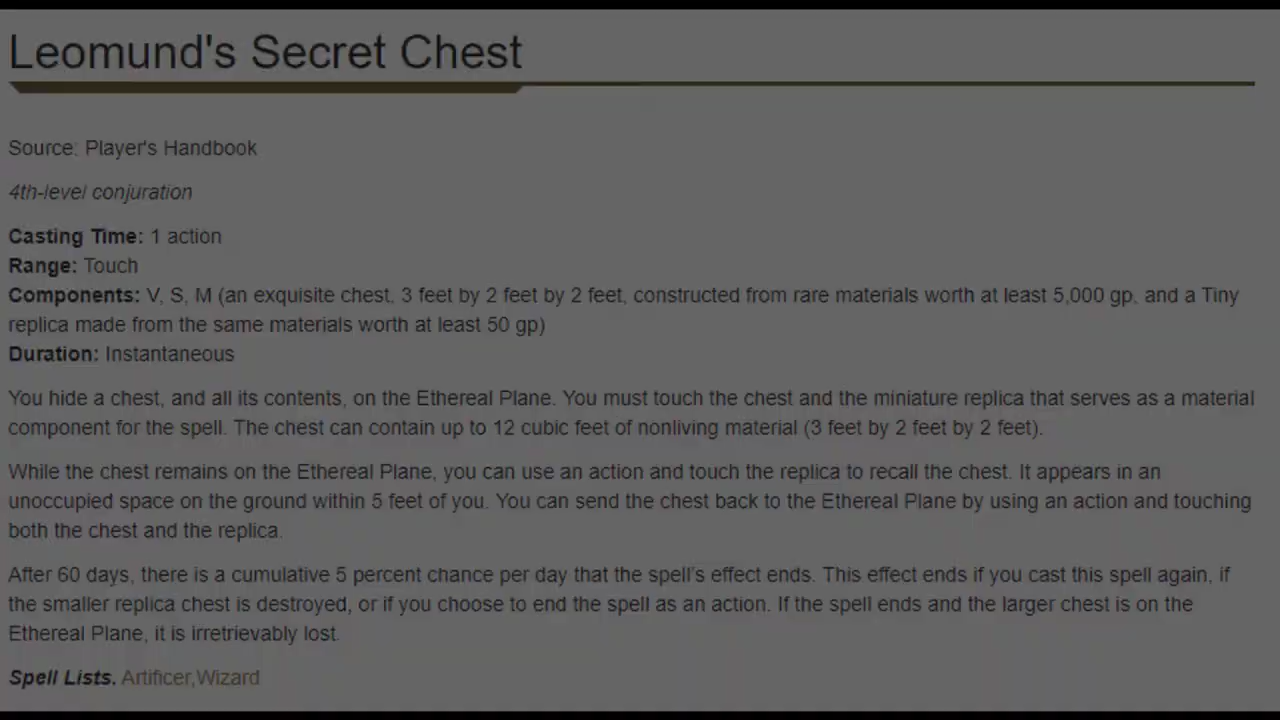 Leomund's Secret Chest
Source: Player's Handbook
4th-level conjuration
Casting Time: 1 action
Range: Touch
Components: V, S, M (an exquisite chest, 3 feet by 2 feet by 2 feet, constructed from rare materials worth at least 5,000 gp, and a Tiny
replica made from the same materials worth at least 50 gp)
Duration: Instantaneous
You hide a chest, and all its contents, on the Ethereal Plane. You must touch the chest and the miniature replica that serves as a material
component for the spell. The chest can contain up to 12 cubic feet of nonliving material (3 feet by 2 feet by 2 feet).
While the chest remains on the Ethereal Plane, you can use an action and touch the replica to recall the chest. It appears in an
unoccupied space on the ground within 5 feet of you. You can send the chest back to the Ethereal Plane by using an action and touching
both the chest and the replica.
After 60 days, there is a cumulative 5 percent chance per day that the spell's effect ends. This effect ends if you cast this spell again, if
the smaller replica chest is destroyed, or if you choose to end the spell as an action. If the spell ends and the larger chest is on the
Ethereal Plane, it is irretrievably lost.
Spell Lists. Artificer,Wizard